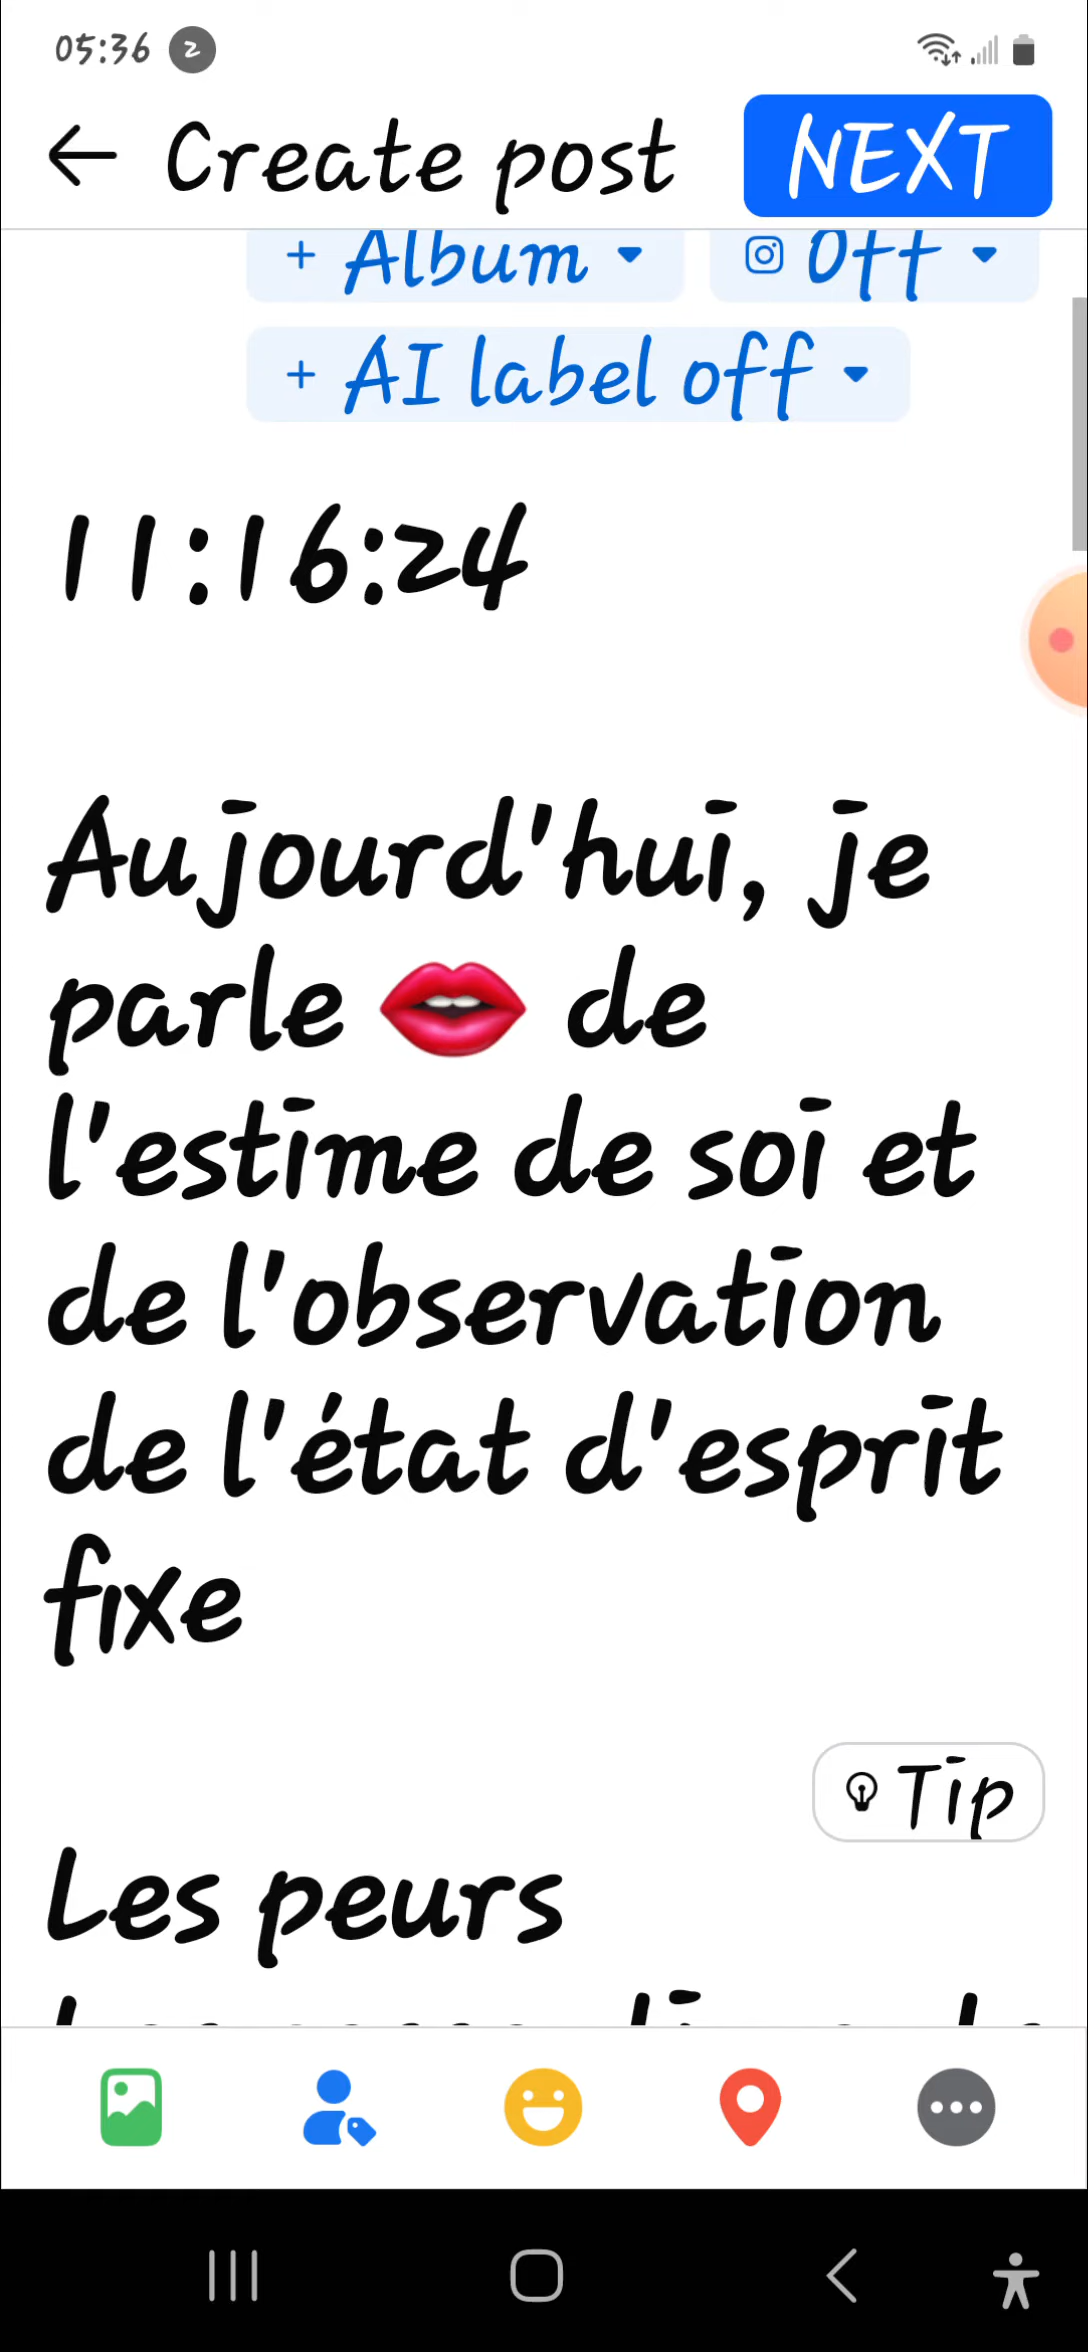 05:36 2
Create post NEXT
+ Album Off
+ AI label off
11:16:24
Aujourd'hui, je
parle 👄 de
l'estime de soi et
de l'observation
de l'état d'esprit
fixe
Tip
Les peurs